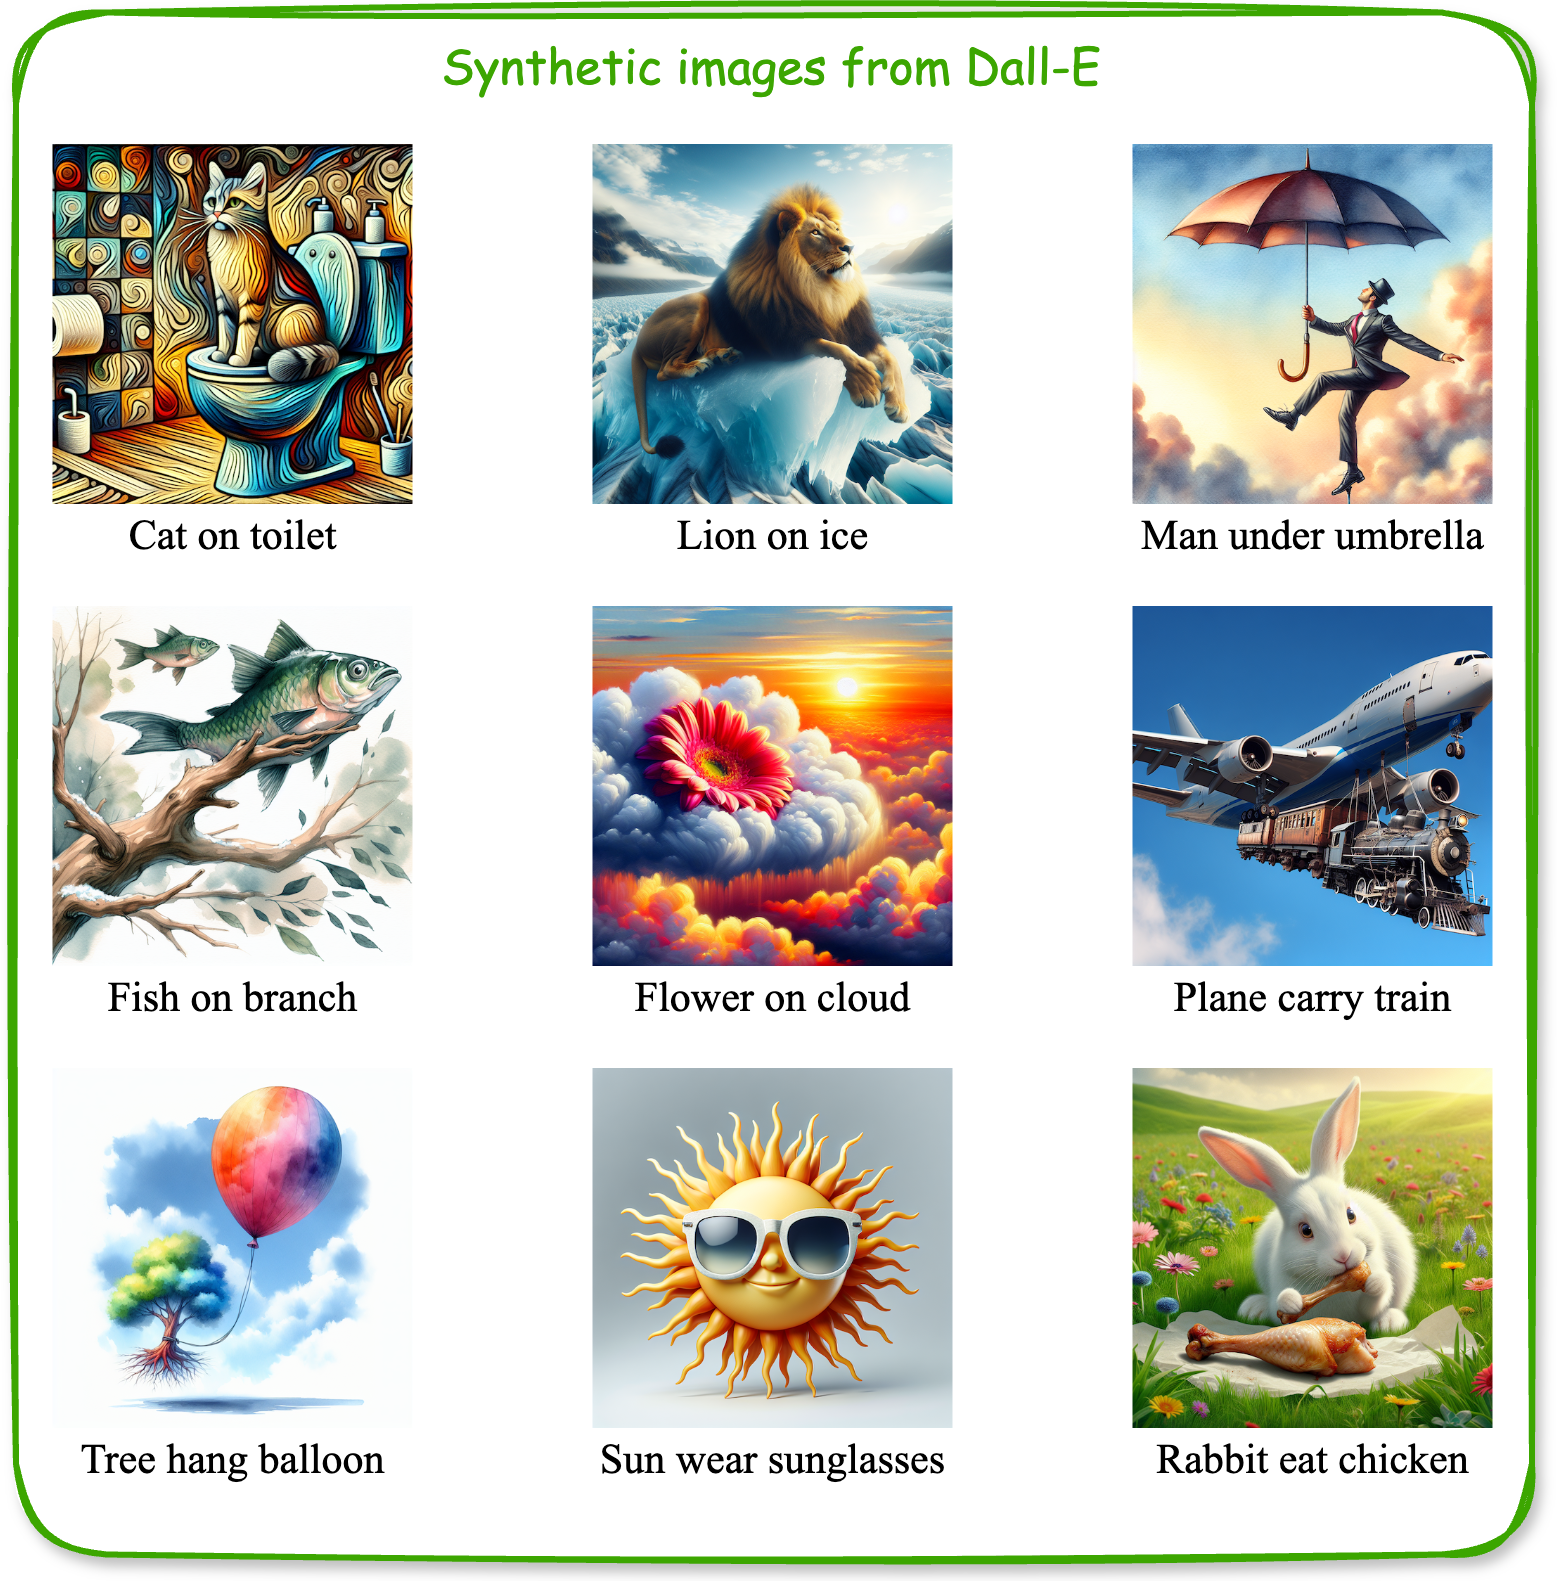 Synthetic images from Dall-E
Cat on toilet
Lion on ice
Man under umbrella
Fish on branch
Flower on cloud
Plane carry train
Tree hang balloon
Sun wear sunglasses
Rabbit eat chicken